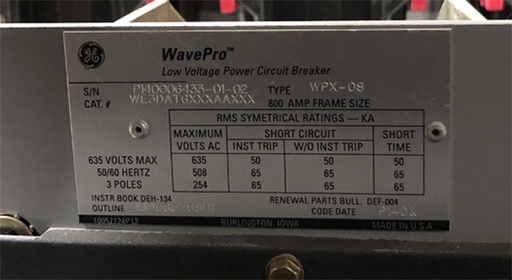 GE
WavePro™
Low Voltage Power Circuit Breaker
S/N P140006433-01-02 TYPE WPX-08
CAT. # 800 AMP FRAME SIZE
RMS SYMETRICAL RATINGS — KA
MAXIMUM VOLTS AC SHORT CIRCUIT SHORT TIME
INST TRIP W/O INST TRIP
635 VOLTS MAX 635 50 50 50
50/60 HERTZ 508 65 65 65
3 POLES 254 65 65 65
INSTR BOOK DEH-134 RENEWAL PARTS BULL. DEF-004
OUTLINE CODE DATE
10052124P13 BURLINGTON, IOWA MADE IN U.S.A